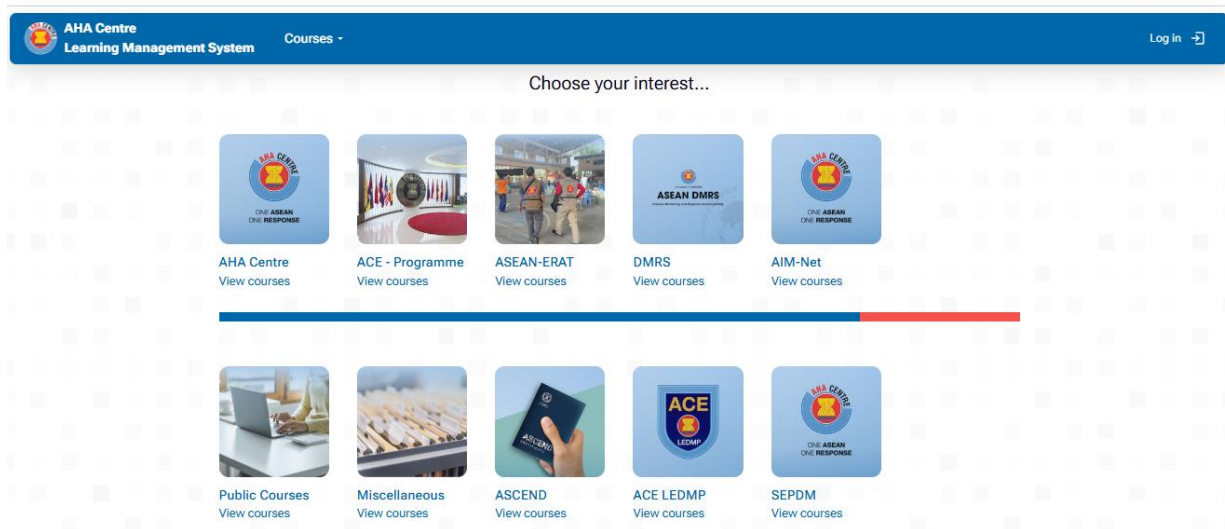 AHA Centre
Learning Management System
Courses
Log in
Choose your interest...
AHA CENTRE
ONE ASEAN
ONE RESPONSE
ASEAN DMRS
AHA CENTRE
ONE ASEAN
ONE RESPONSE
AHA Centre
ACE - Programme
ASEAN-ERAT
DMRS
AIM-Net
View courses
View courses
View courses
View courses
View courses
ASCEND
ACE
LEDMP
AHA CENTRE
ONE ASEAN
ONE RESPONSE
Public Courses
Miscellaneous
ASCEND
ACE LEDMP
SEPDM
View courses
View courses
View courses
View courses
View courses